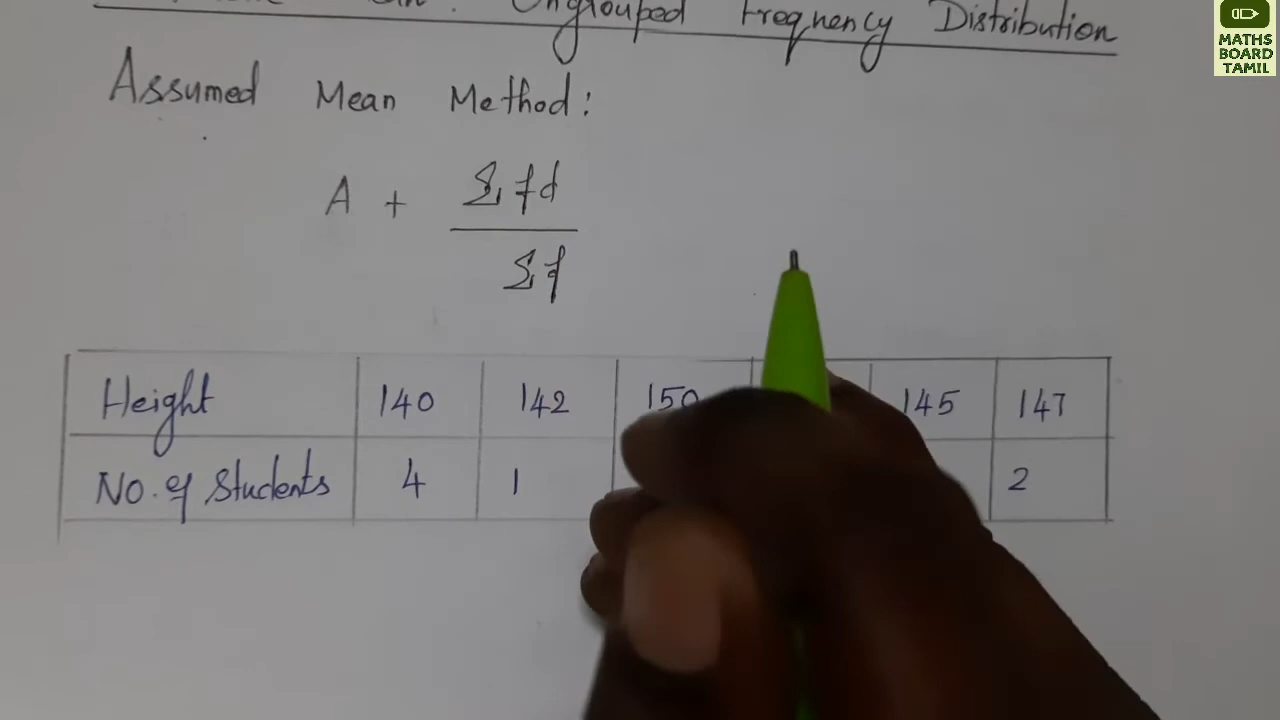 Ungrouped Frequency Distribution
Assumed Mean Method:
A + Σfd
Σf
Height 140 142 150 145 147
No. of Students 4 1 2
MATHS
BOARD
TAMIL